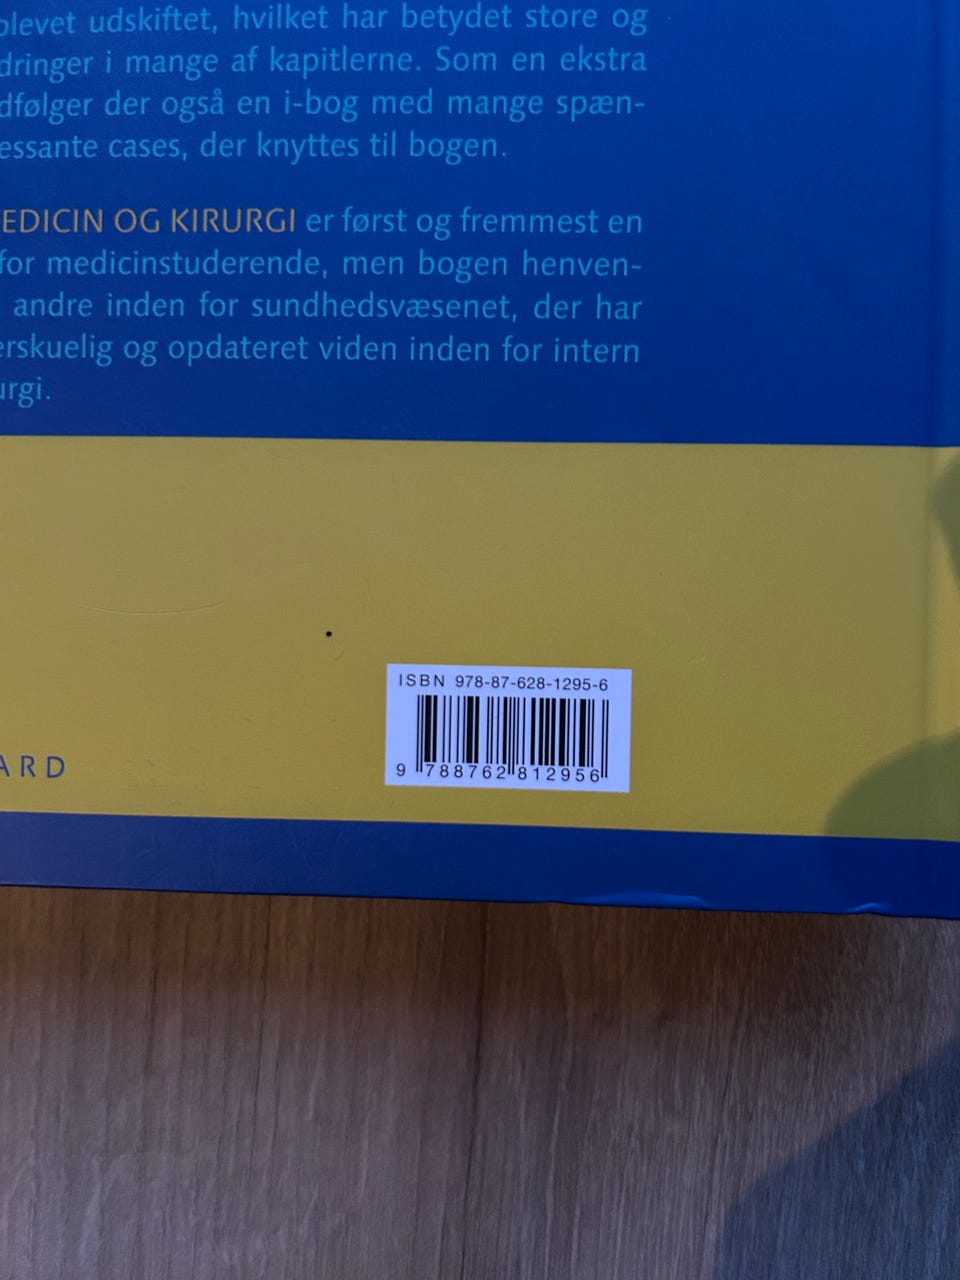 plevet udskiftet, hvilket har betydet store og
dringer i mange af kapitlerne. Som en ekstra
dfølger der også en i-bog med mange spæn-
essante cases, der knyttes til bogen.
EDICIN OG KIRURGI er først og fremmest en
for medicinstuderende, men bogen henven-
andre inden for sundhedsvæsenet, der har
erskuelig og opdateret viden inden for intern
urgi.
ISBN 978-87-628-1295-6
9 788762 812956
ARD